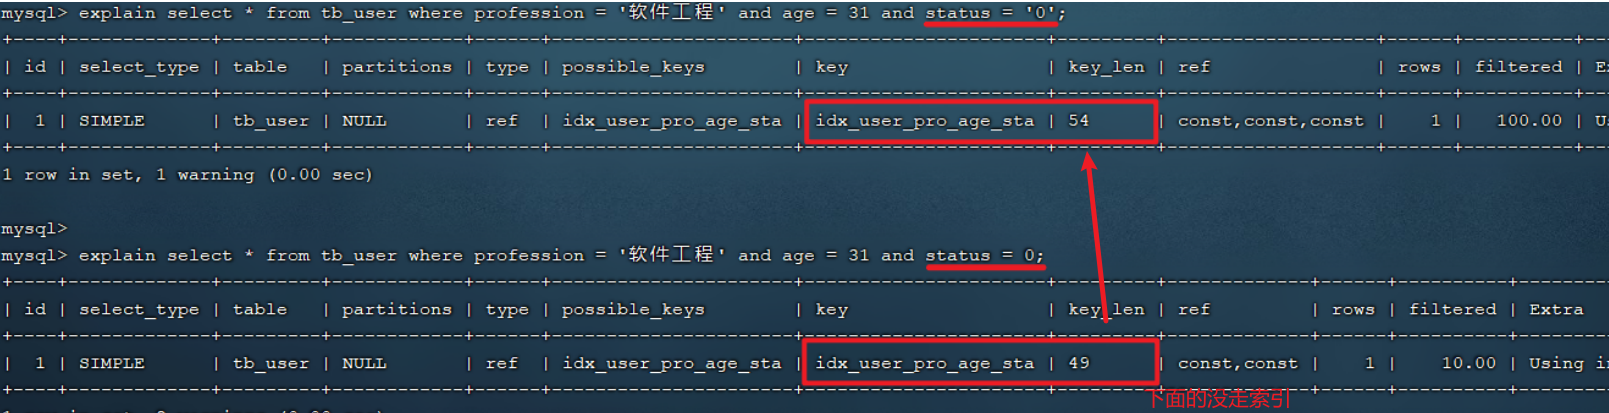 mysql> explain select * from tb_user where profession = '软件工程' and age = 31 and status = '0';
+----+-------------+---------+------------+------+----------------------+----------------------+---------+-------------------+------+----------+---
| id | select_type | table | partitions | type | possible_keys | key | key_len | ref | rows | filtered | E
+----+-------------+---------+------------+------+----------------------+----------------------+---------+-------------------+------+----------+---
| 1 | SIMPLE | tb_user | NULL | ref | idx_user_pro_age_sta | idx_user_pro_age_sta | 54 | const,const,const | 1 | 100.00 | U
+----+-------------+---------+------------+------+----------------------+----------------------+---------+-------------------+------+----------+---
1 row in set, 1 warning (0.00 sec)
mysql>
mysql> explain select * from tb_user where profession = '软件工程' and age = 31 and status = 0;
+----+-------------+---------+------------+------+----------------------+----------------------+---------+-------------+------+----------+---------
| id | select_type | table | partitions | type | possible_keys | key | key_len | ref | rows | filtered | Extra
+----+-------------+---------+------------+------+----------------------+----------------------+---------+-------------+------+----------+---------
| 1 | SIMPLE | tb_user | NULL | ref | idx_user_pro_age_sta | idx_user_pro_age_sta | 49 | const,const | 1 | 10.00 | Using i
+----+-------------+---------+------------+------+----------------------+----------------------+---------+-------------+------+----------+---------
下面的没走索引